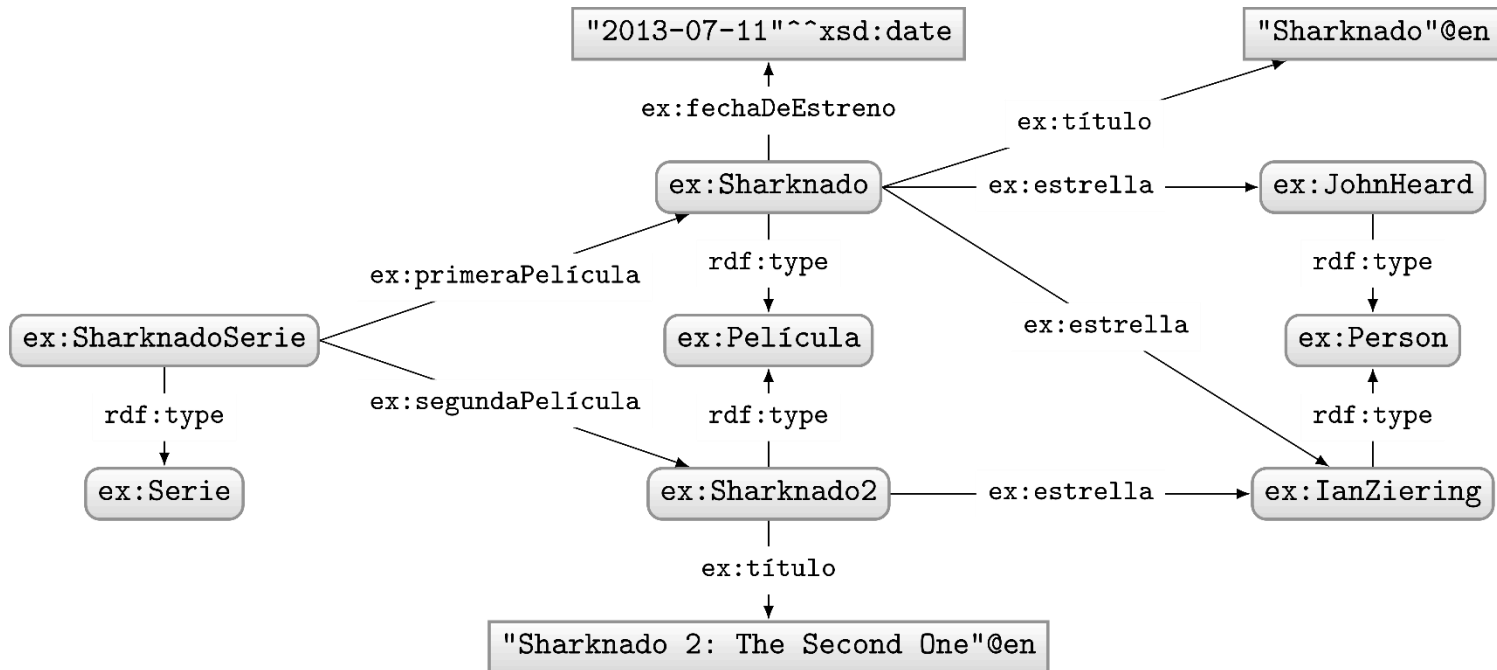 "2013-07-11"^^xsd:date
"Sharknado"@en
ex:fechaDeEstreno
ex:título
ex:Sharknado
ex:estrella
ex:JohnHeard
ex:primeraPelícula
rdf:type
rdf:type
ex:SharknadoSerie
ex:Película
ex:estrella
ex:Person
rdf:type
ex:segundaPelícula
rdf:type
rdf:type
ex:Serie
ex:Sharknado2
ex:estrella
ex:IanZiering
ex:título
"Sharknado 2: The Second One"@en